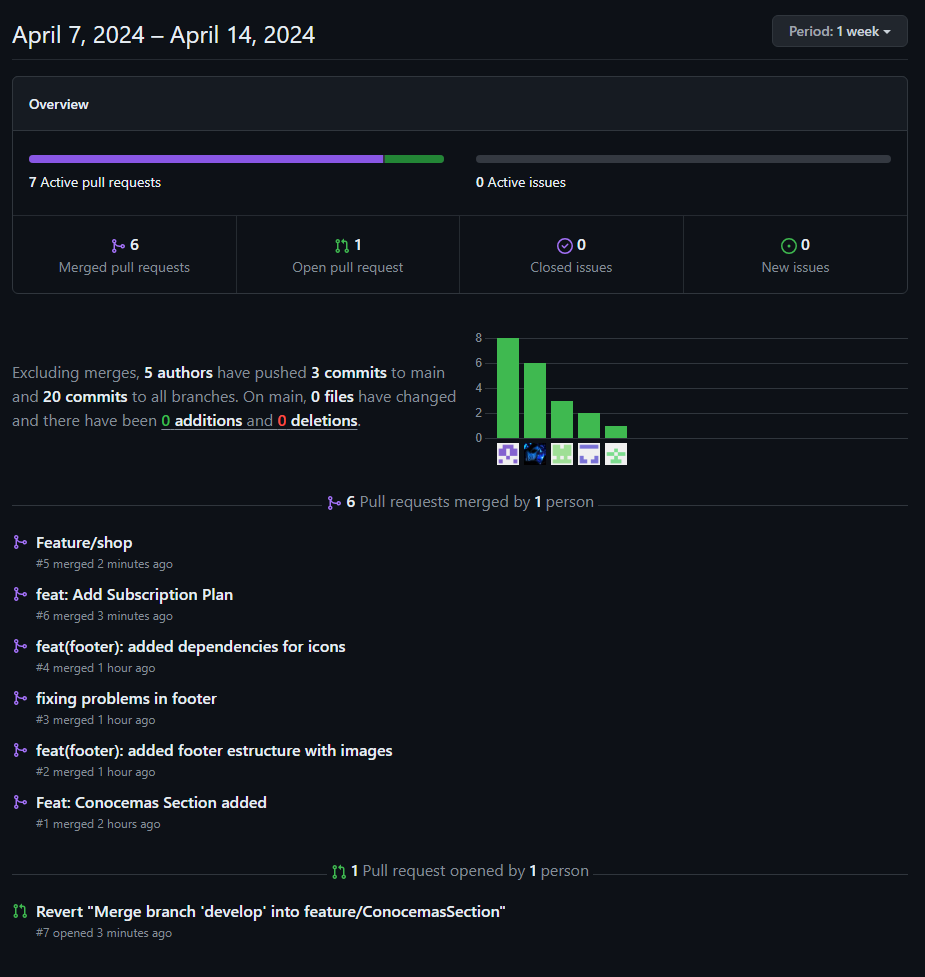 April 7, 2024 – April 14, 2024
Period: 1 week
Overview
7 Active pull requests
0 Active issues
6
Merged pull requests
1
Open pull request
0
Closed issues
0
New issues
Excluding merges, 5 authors have pushed 3 commits to main
and 20 commits to all branches. On main, 0 files have changed
and there have been 0 additions and 0 deletions.
8
6
4
2
0
6 Pull requests merged by 1 person
Feature/shop
#5 merged 2 minutes ago
feat: Add Subscription Plan
#6 merged 3 minutes ago
feat(footer): added dependencies for icons
#4 merged 1 hour ago
fixing problems in footer
#3 merged 1 hour ago
feat(footer): added footer estructure with images
#2 merged 1 hour ago
Feat: Conocemas Section added
#1 merged 2 hours ago
1 Pull request opened by 1 person
Revert "Merge branch 'develop' into feature/ConocemasSection"
#7 opened 3 minutes ago